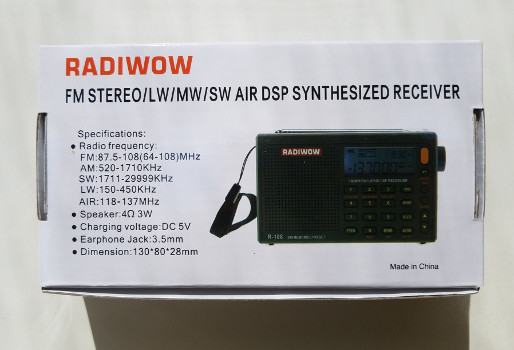 RADIWOW
FM STEREO/LW/MW/SW AIR DSP SYNTHESIZED RECEIVER
Specifications:
● Radio frequency:
FM:87.5-108(64-108)MHz
AM:520-1710KHz
SW:1711-29999KHz
LW:150-450KHz
AIR:118-137MHz
● Speaker:4Ω 3W
● Charging voltage:DC 5V
● Earphone Jack:3.5mm
● Dimension:130*80*28mm
RADIWOW
R-108
Made in China